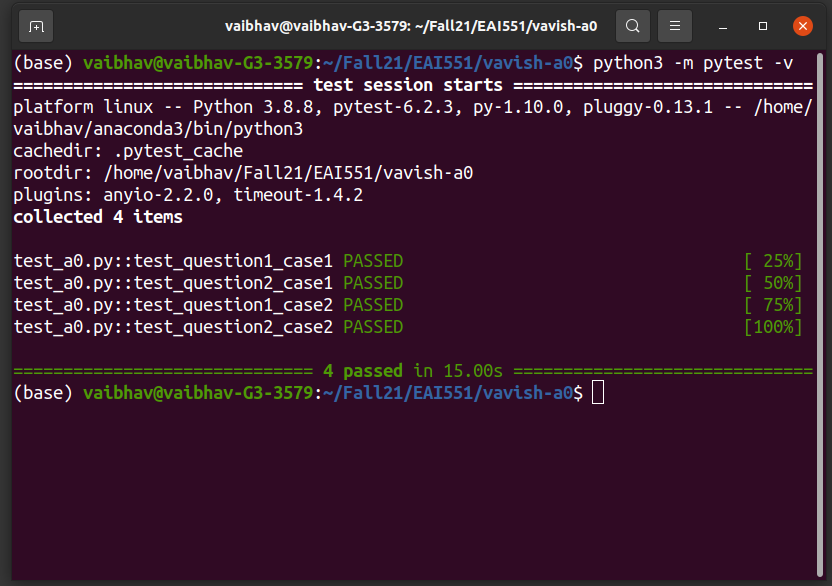 vaibhav@vaibhav-G3-3579: ~/Fall21/EAI551/vavish-a0
(base) vaibhav@vaibhav-G3-3579:~/Fall21/EAI551/vavish-a0$ python3 -m pytest -v
============================= test session starts ==============================
platform linux -- Python 3.8.8, pytest-6.2.3, py-1.10.0, pluggy-0.13.1 -- /home/
vaibhav/anaconda3/bin/python3
cachedir: .pytest_cache
rootdir: /home/vaibhav/Fall21/EAI551/vavish-a0
plugins: anyio-2.2.0, timeout-1.4.2
collected 4 items
test_a0.py::test_question1_case1 PASSED [ 25%]
test_a0.py::test_question2_case1 PASSED [ 50%]
test_a0.py::test_question1_case2 PASSED [ 75%]
test_a0.py::test_question2_case2 PASSED [100%]
============================== 4 passed in 15.00s ==============================
(base) vaibhav@vaibhav-G3-3579:~/Fall21/EAI551/vavish-a0$